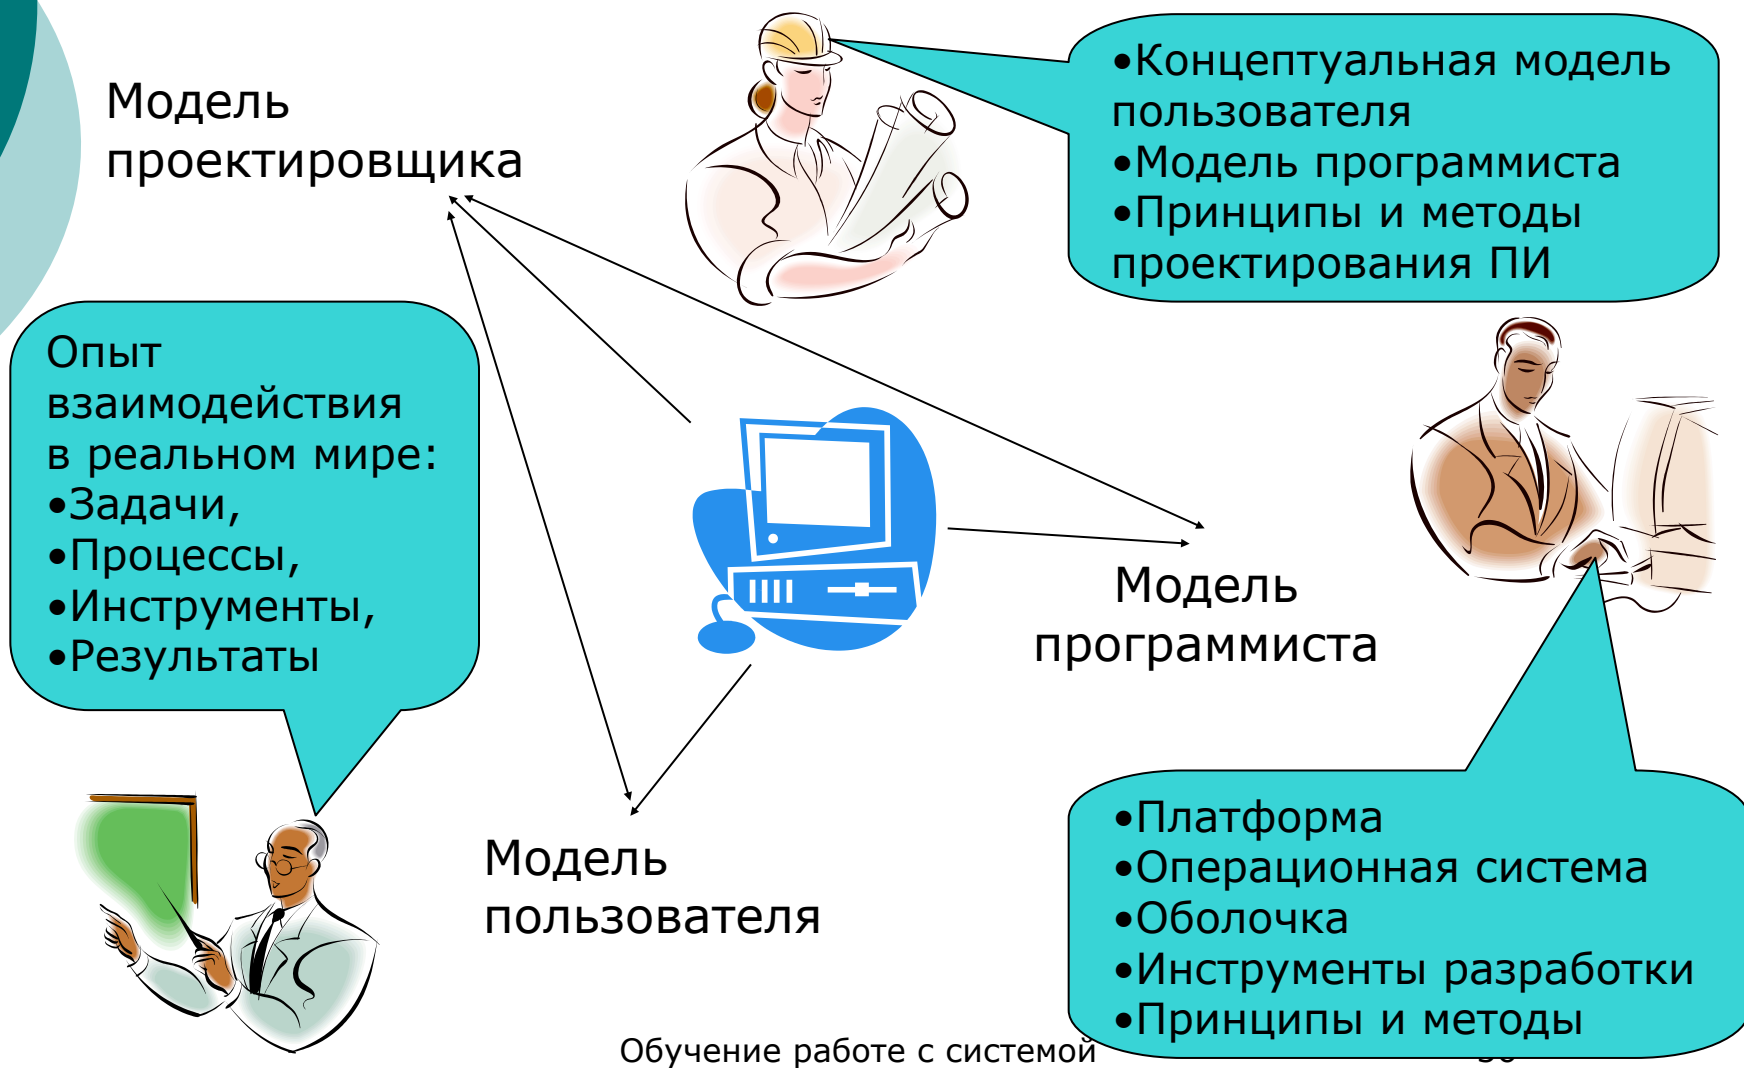 Модель
проектировщика
•Концептуальная модель
пользователя
•Модель программиста
•Принципы и методы
проектирования ПИ
Опыт
взаимодействия
в реальном мире:
•Задачи,
•Процессы,
•Инструменты,
•Результаты
Модель
программиста
Модель
пользователя
•Платформа
•Операционная система
•Оболочка
•Инструменты разработки
•Принципы и методы
Обучение работе с системой